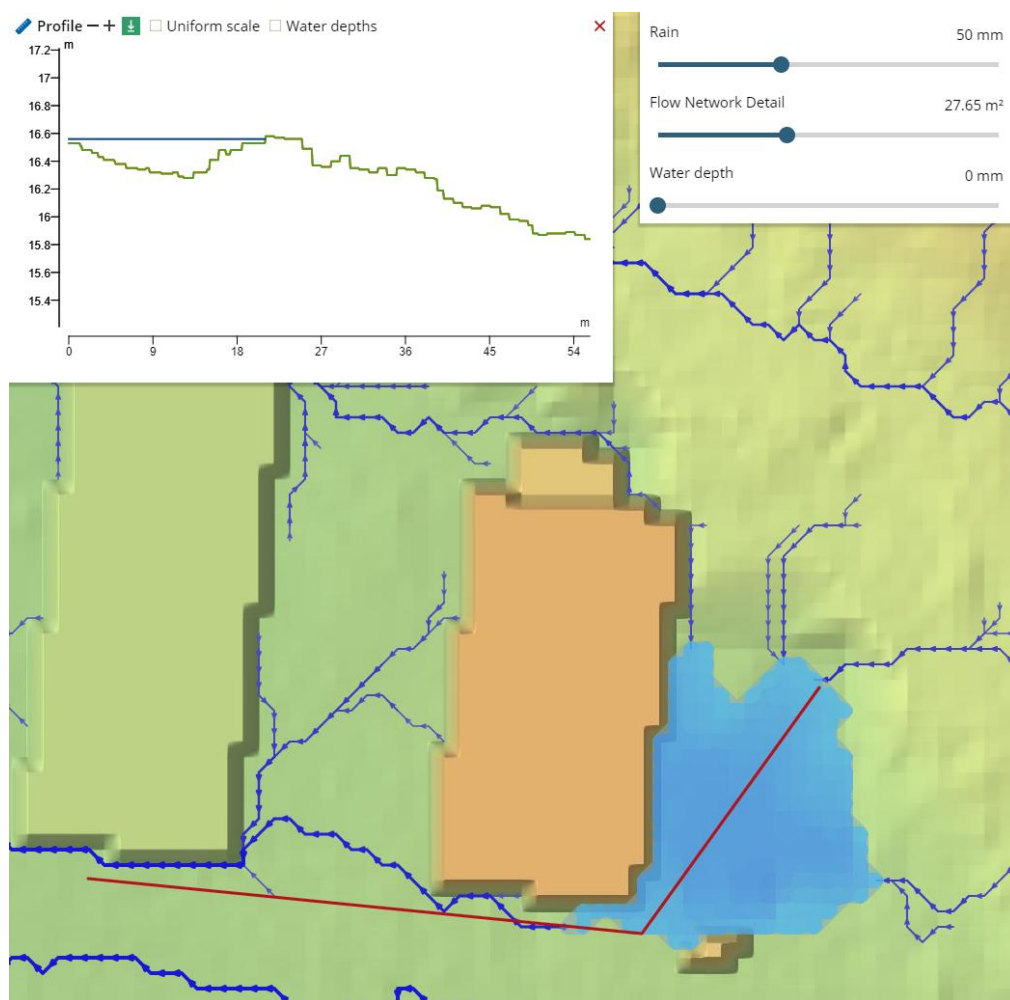 Profile
Uniform scale
Water depths
m
17.2
17
16.8
16.6
16.4
16.2
16
15.8
15.6
15.4
m
0 9 18 27 36 45 54
Rain 50 mm
Flow Network Detail 27.65 m²
Water depth 0 mm